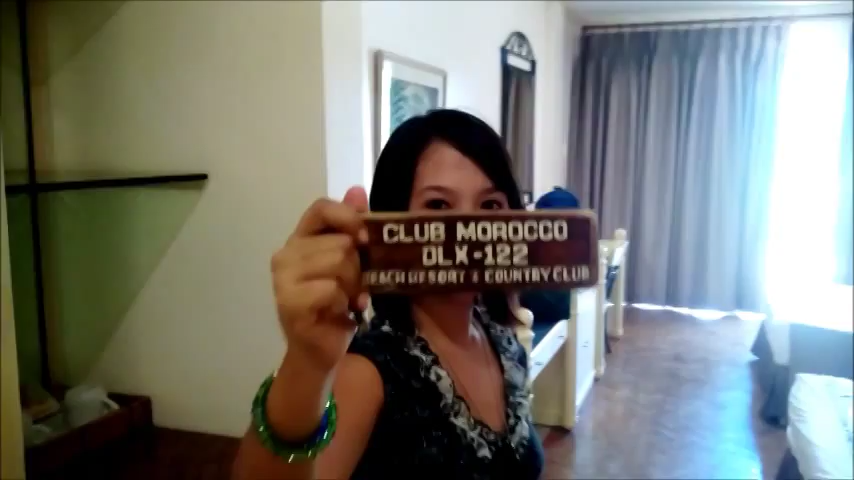 CLUB MOROCCO
DLX-122
BEACH RESORT & COUNTRY CLUB